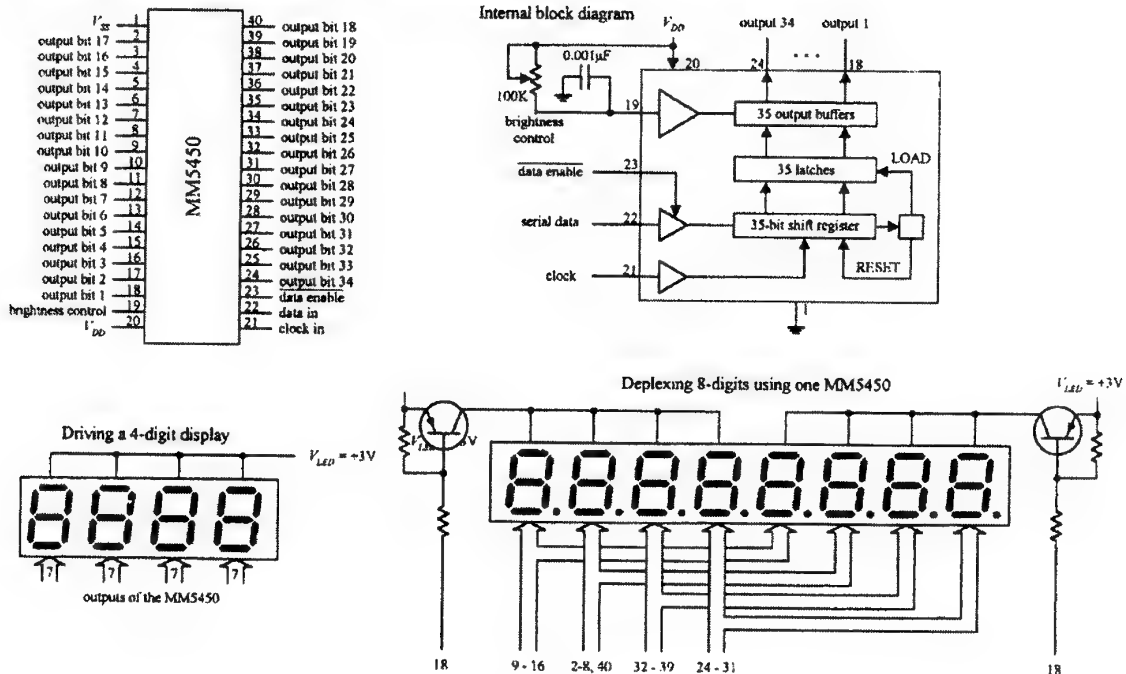 V_SS 1
output bit 17 2
output bit 16 3
output bit 15 4
output bit 14 5
output bit 13 6
output bit 12 7
output bit 11 8
output bit 10 9
output bit 9 10
output bit 8 11
output bit 7 12
output bit 6 13
output bit 5 14
output bit 4 15
output bit 3 16
output bit 2 17
output bit 1 18
brightness control 19
V_DD 20
MM5450
40 output bit 18
39 output bit 19
38 output bit 20
37 output bit 21
36 output bit 22
35 output bit 23
34 output bit 24
33 output bit 25
32 output bit 26
31 output bit 27
30 output bit 28
29 output bit 29
28 output bit 30
27 output bit 31
26 output bit 32
25 output bit 33
24 output bit 34
23 data enable
22 data in
21 clock in
Internal block diagram
V_DD
output 34
output 1
...
0.001µF
20
24
18
100K
19
35 output buffers
brightness
control
LOAD
23
data enable
35 latches
serial data
22
35-bit shift register
RESET
clock
21
1
Driving a 4-digit display
V_LED = +3V
7
7
7
7
outputs of the MM5450
Deplexing 8-digits using one MM5450
V_LED = +3V
18
9 - 16
2-8, 40
32 - 39
24 - 31
18